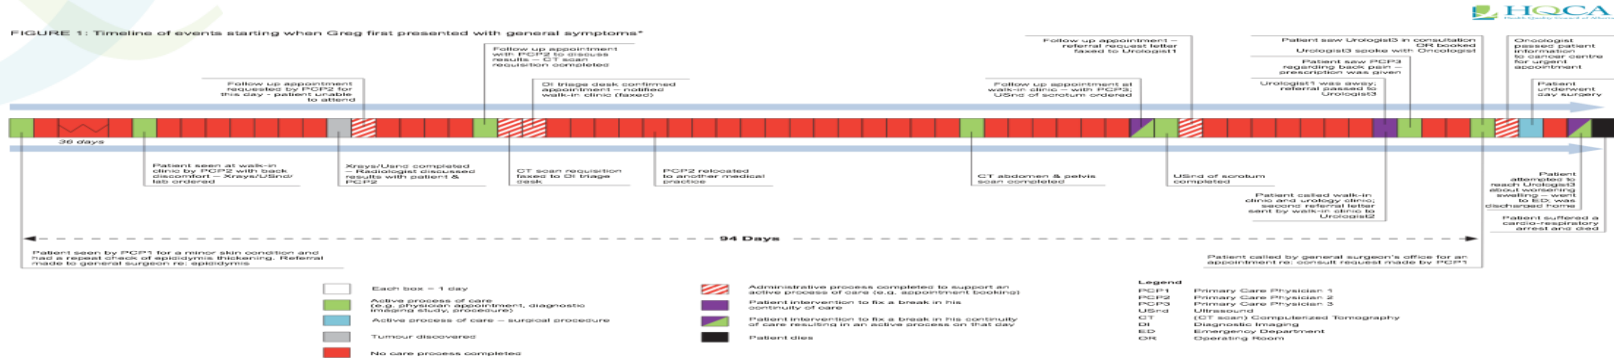 HQCA
Health Quality Council of Alberta
FIGURE 1: Timeline of events starting when Greg first presented with general symptoms*
Follow up appointment
requested by PCP2 for
this day - patient unable
to attend
Follow up appointment
with PCP2 to discuss
results – CT scan
requisition completed
DI triage desk confirmed
appointment – notified
walk-in clinic (faxed)
Follow up appointment –
referral request letter
faxed to Urologist1
Follow up appointment at
walk-in clinic – with PCP3;
USnd of scrotum ordered
Patient saw Urologist3 in consultation
OR booked
Urologist3 spoke with Oncologist
Patient saw PCP3
regarding back pain –
prescription was given
Urologist1 was away;
referral passed to
Urologist3
Oncologist
passed patient
information
to cancer centre
for urgent
appointment
Patient
underwent
day surgery
36 days
Patient seen at walk-in
clinic by PCP2 with back
discomfort – Xrays/USnd/
lab ordered
Xrays/Usnd completed
– Radiologist discussed
results with patient &
PCP2
CT scan requisition
faxed to DI triage
desk
PCP2 relocated
to another medical
practice
CT abdomen & pelvis
scan completed
USnd of scrotum
completed
Patient called walk-in
clinic and urology clinic;
second referral letter
sent by walk-in clinic to
Urologist2
Patient
attempted to
reach Urologist3
about worsening
swelling – went
to ED; was
discharged home
Patient suffered a
cardio-respiratory
arrest and died
94 Days
Patient seen by PCP1 for a minor skin condition and
had a repeat check of epididymis thickening. Referral
made to general surgeon re: epididymis
Patient called by general surgeon's office for an
appointment re: consult request made by PCP1
Each box = 1 day
Active process of care
(e.g. physician appointment, diagnostic
imaging study, procedure)
Active process of care – surgical procedure
Tumour discovered
No care process completed
Administrative process completed to support an
active process of care (e.g. appointment booking)
Patient intervention to fix a break in his
continuity of care
Patient intervention to fix a break in his continuity
of care resulting in an active process on that day
Patient dies
Legend
PCP1 Primary Care Physician 1
PCP2 Primary Care Physician 2
PCP3 Primary Care Physician 3
USnd Ultrasound
CT (CT scan) Computerized Tomography
DI Diagnostic Imaging
ED Emergency Department
OR Operating Room